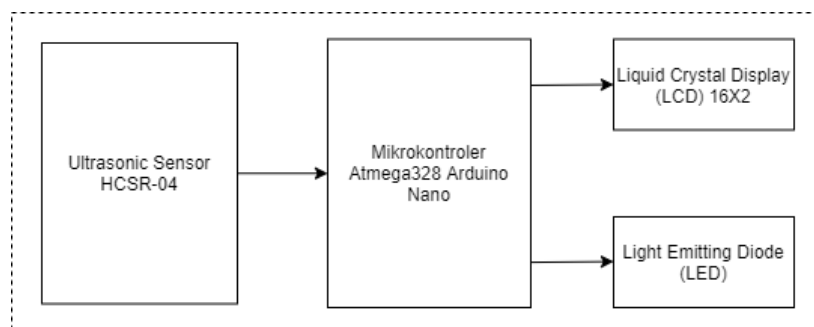 Ultrasonic Sensor
HCSR-04
Mikrokontroler
Atmega328 Arduino
Nano
Liquid Crystal Display
(LCD) 16X2
Light Emitting Diode
(LED)